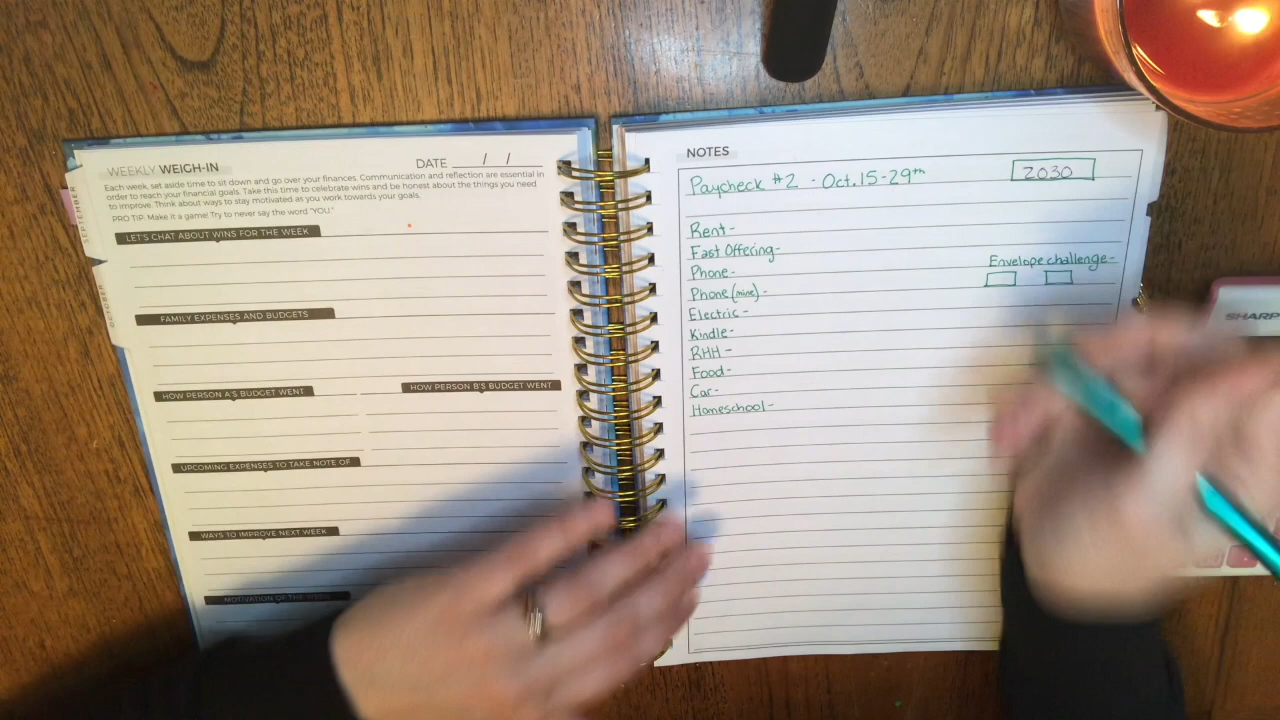 WEEKLY WEIGH-IN
DATE / /
Each week, set aside time to sit down and go over your finances. Communication and reflection are essential in
order to reach your financial goals. Take this time to celebrate wins and be honest about the things you need
to improve. Think about ways to stay motivated as you work towards your goals.
PRO TIP: Make it a game! Try to never say the word "YOU."
LET'S CHAT ABOUT WINS FOR THE WEEK
FAMILY EXPENSES AND BUDGETS
HOW PERSON A'S BUDGET WENT
HOW PERSON B'S BUDGET WENT
UPCOMING EXPENSES TO TAKE NOTE OF
WAYS TO IMPROVE NEXT WEEK
MOTIVATION OF THE WEEK
SEPTEMBER
OCTOBER
NOTES
Paycheck #2 - Oct. 15-29th
2030
Rent-
Fast Offering-
Phone-
Phone (mine)-
Electric-
Kindle-
RHH-
Food-
Car-
Homeschool-
Envelope challenge-
SHARP